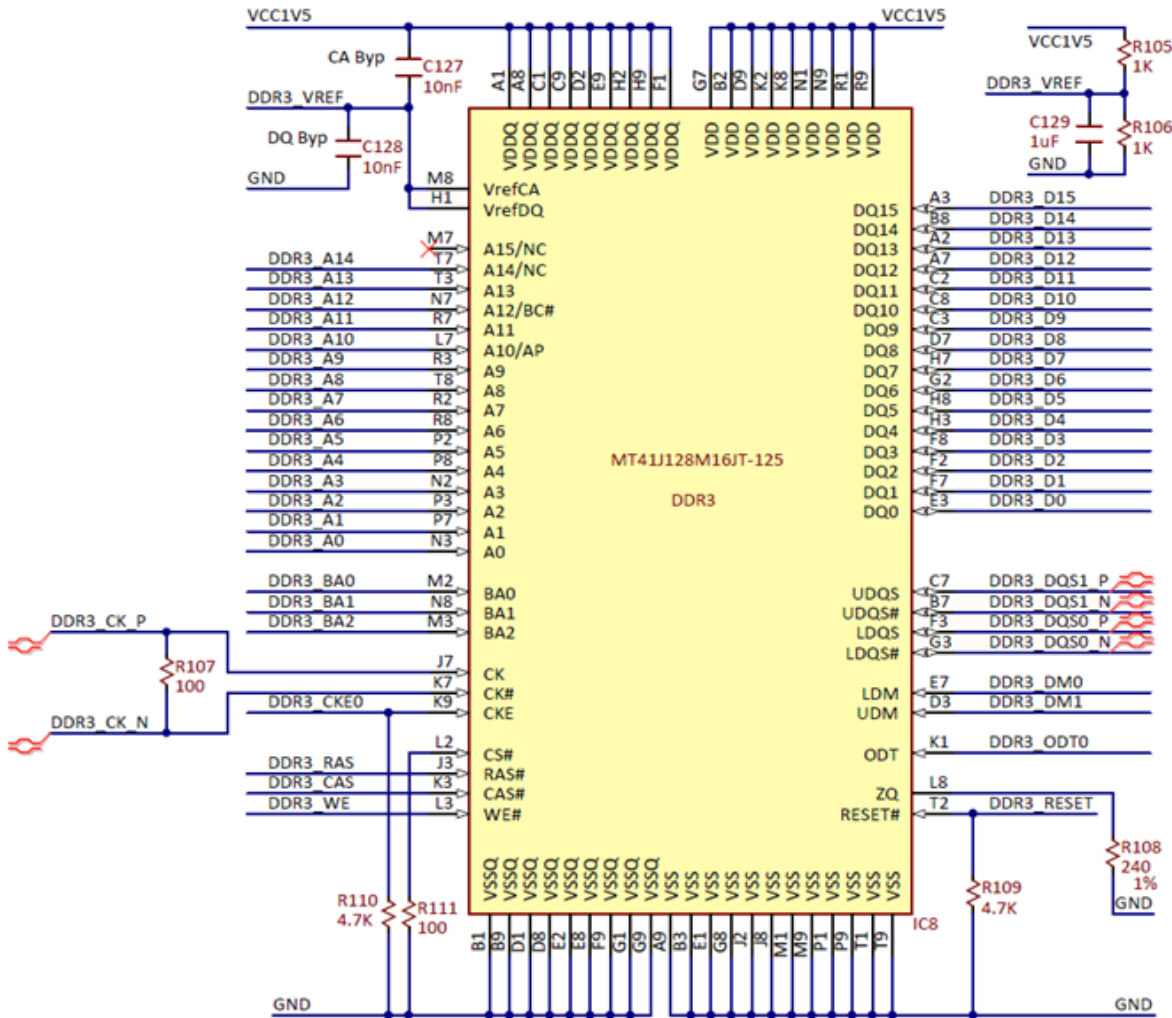 VCC1V5
VCC1V5
VCC1V5
R105
1K
CA Byp
C127
10nF
DDR3_VREF
DDR3_VREF
DQ Byp
C128
10nF
GND
C129
1uF
R106
1K
GND
A1 A8 C1 C9 D2 E9 H2 H9 F1
G7 B2 D9 K2 K8 N1 N9 R1 R9
VDDQ VDDQ VDDQ VDDQ VDDQ VDDQ VDDQ VDDQ VDDQ
VDD VDD VDD VDD VDD VDD VDD VDD VDD
M8 VrefCA
H1 VrefDQ
M7 A15/NC
DDR3_A14 T7 A14/NC
DDR3_A13 T3 A13
DDR3_A12 N7 A12/BC#
DDR3_A11 R7 A11
DDR3_A10 L7 A10/AP
DDR3_A9 R3 A9
DDR3_A8 T8 A8
DDR3_A7 R2 A7
DDR3_A6 R8 A6
DDR3_A5 P2 A5
DDR3_A4 P8 A4
DDR3_A3 N2 A3
DDR3_A2 P3 A2
DDR3_A1 P7 A1
DDR3_A0 N3 A0
DDR3_BA0 M2 BA0
DDR3_BA1 N8 BA1
DDR3_BA2 M3 BA2
DDR3_CK_P
R107
100
J7 CK
K7 CK#
DDR3_CKE0 K9 CKE
DDR3_CK_N
L2 CS#
DDR3_RAS J3 RAS#
DDR3_CAS K3 CAS#
DDR3_WE L3 WE#
MT41J128M16JT-125
DDR3
DQ15 A3 DDR3_D15
DQ14 B8 DDR3_D14
DQ13 A2 DDR3_D13
DQ12 A7 DDR3_D12
DQ11 C2 DDR3_D11
DQ10 C8 DDR3_D10
DQ9 C3 DDR3_D9
DQ8 D7 DDR3_D8
DQ7 H7 DDR3_D7
DQ6 G2 DDR3_D6
DQ5 H8 DDR3_D5
DQ4 H3 DDR3_D4
DQ3 F8 DDR3_D3
DQ2 F2 DDR3_D2
DQ1 F7 DDR3_D1
DQ0 E3 DDR3_D0
UDQS C7 DDR3_DQS1_P
UDQS# B7 DDR3_DQS1_N
LDQS F3 DDR3_DQS0_P
LDQS# G3 DDR3_DQS0_N
LDM E7 DDR3_DM0
UDM D3 DDR3_DM1
ODT K1 DDR3_ODT0
ZQ L8
RESET# T2 DDR3_RESET
R108
240
1%
GND
R109
4.7K
R110
4.7K
R111
100
VSSQ VSSQ VSSQ VSSQ VSSQ VSSQ VSSQ VSSQ VSSQ
VSS VSS VSS VSS VSS VSS VSS VSS VSS VSS VSS VSS
IC8
B1 B9 D1 D8 E2 E8 F9 G1 G9
A9 B3 E1 G8 J2 J8 M1 M9 P1 P9 T1 T9
GND
GND